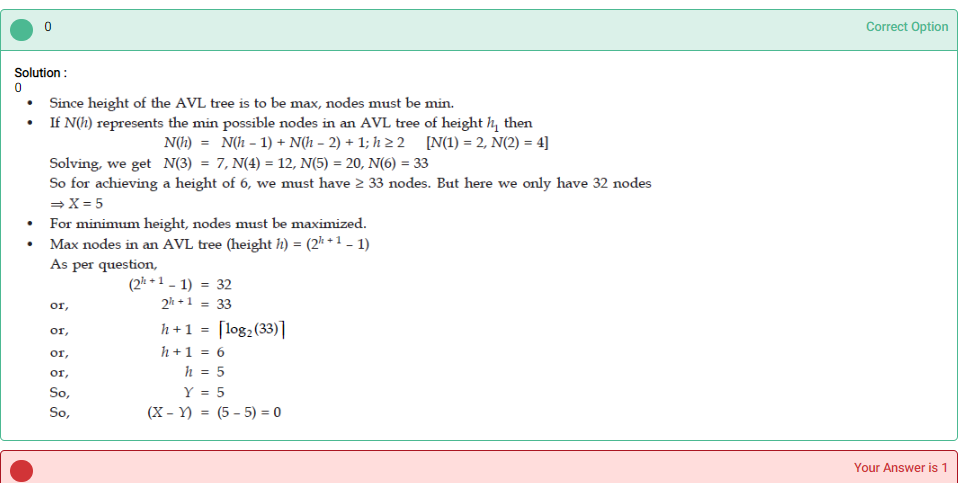 0 Correct Option
Solution :
0
• Since height of the AVL tree is to be max, nodes must be min.
• If N(h) represents the min possible nodes in an AVL tree of height h₁ then
N(h) = N(h – 1) + N(h – 2) + 1; h ≥ 2 [N(1) = 2, N(2) = 4]
Solving, we get N(3) = 7, N(4) = 12, N(5) = 20, N(6) = 33
So for achieving a height of 6, we must have ≥ 33 nodes. But here we only have 32 nodes
⇒ X = 5
• For minimum height, nodes must be maximized.
• Max nodes in an AVL tree (height h) = (2ʰ⁺¹ – 1)
As per question,
(2ʰ⁺¹ – 1) = 32
or, 2ʰ⁺¹ = 33
or, h + 1 = ⌈log₂(33)⌉
or, h + 1 = 6
or, h = 5
So, Y = 5
So, (X – Y) = (5 – 5) = 0
Your Answer is 1